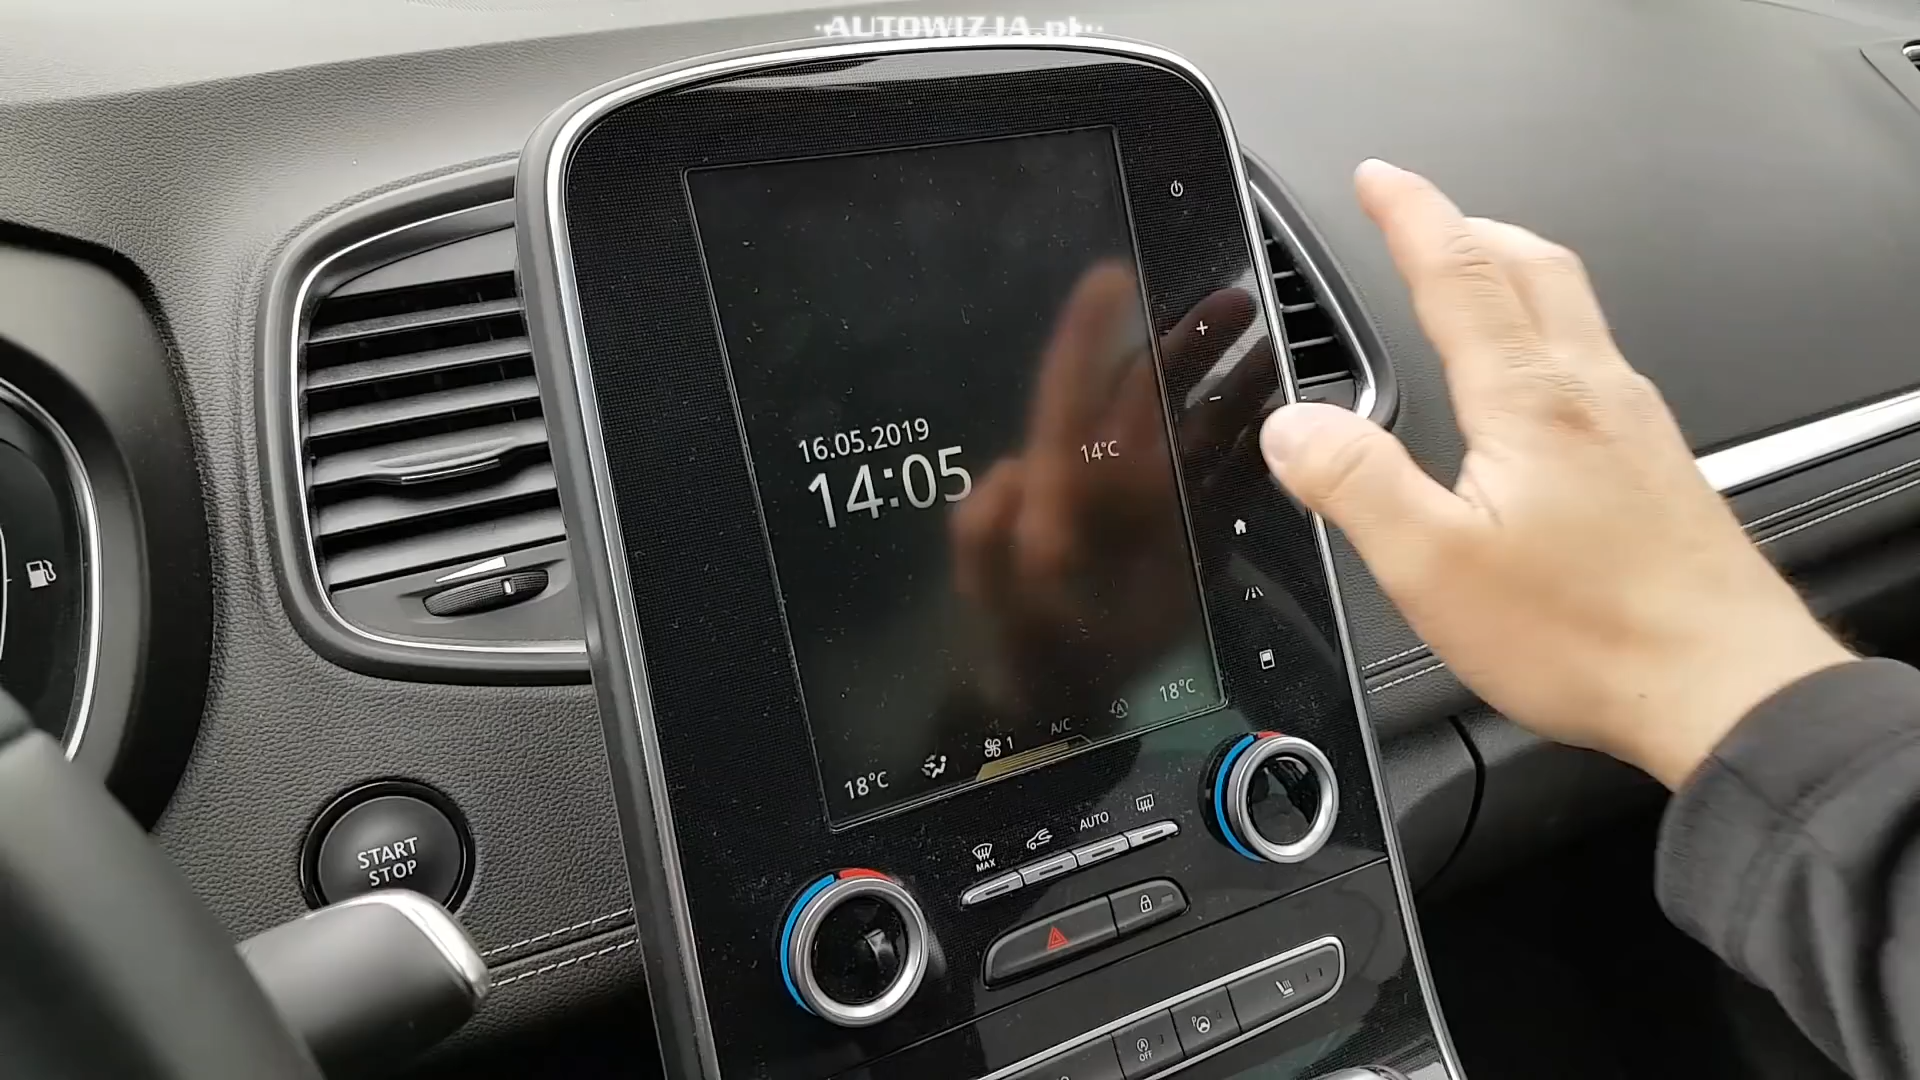 AUTOWIZJA.pl
16.05.2019
14:05
14°C
+
-
18°C
A/C
1
18°C
AUTO
MAX
START
STOP
A
OFF
P